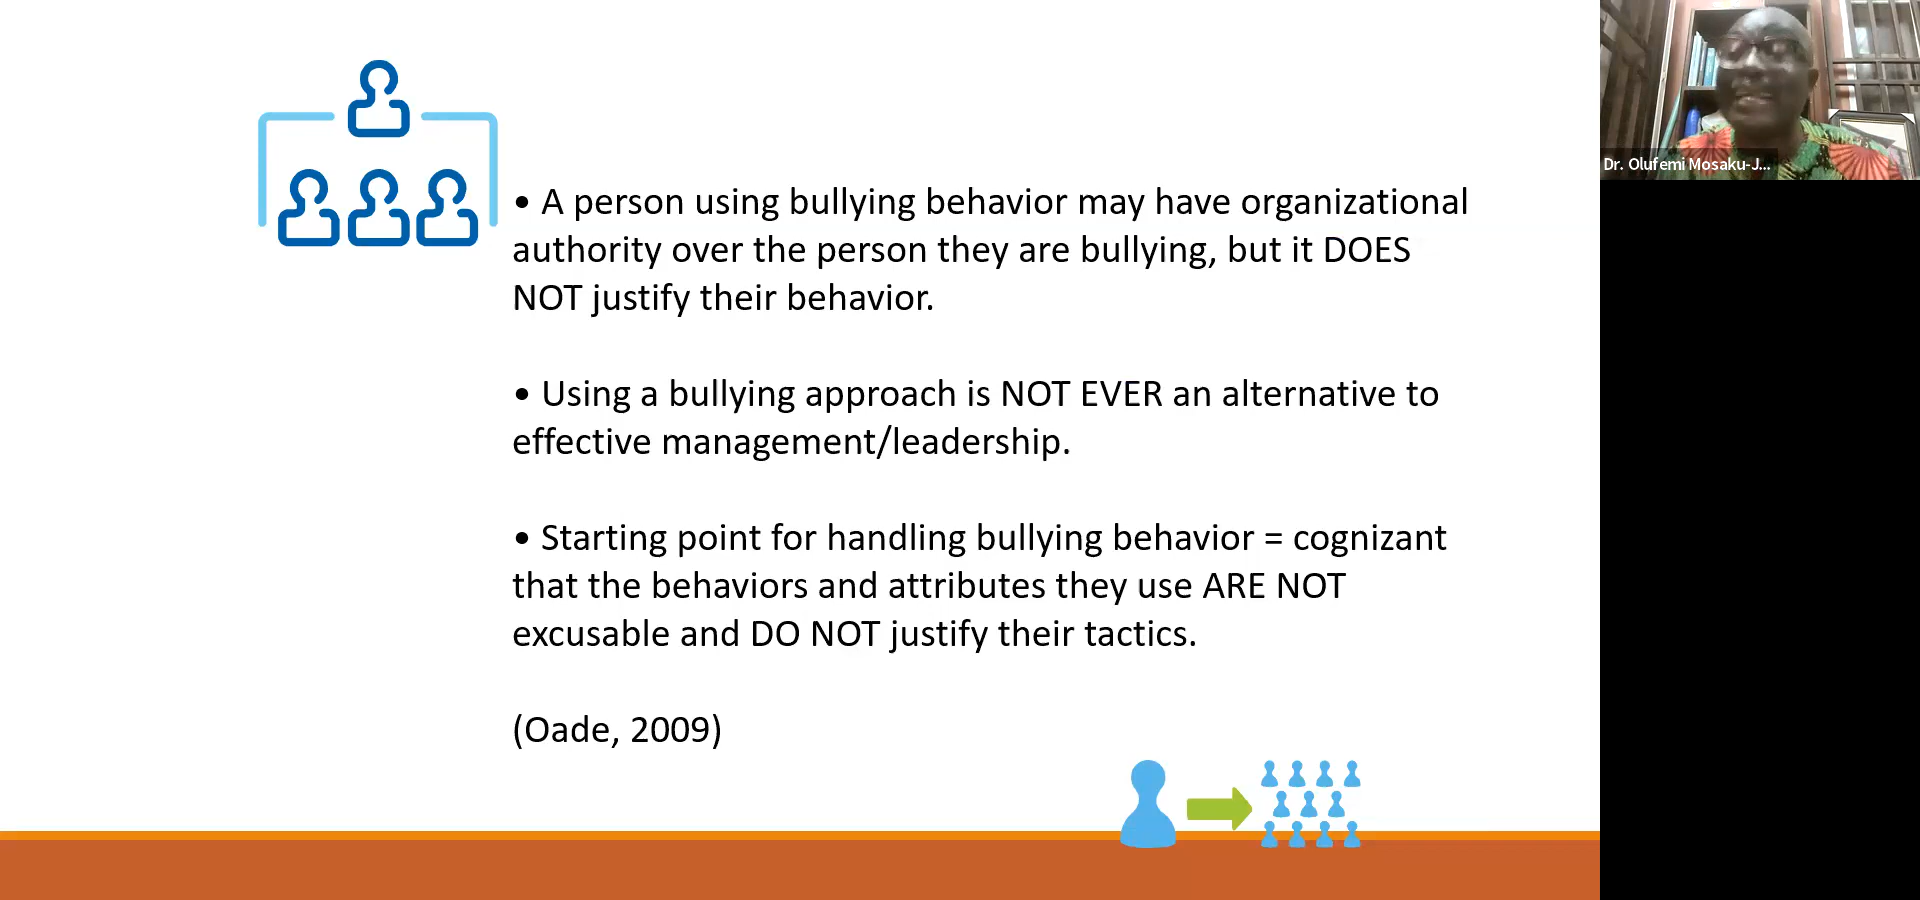 • A person using bullying behavior may have organizational
authority over the person they are bullying, but it DOES
NOT justify their behavior.
• Using a bullying approach is NOT EVER an alternative to
effective management/leadership.
• Starting point for handling bullying behavior = cognizant
that the behaviors and attributes they use ARE NOT
excusable and DO NOT justify their tactics.
(Oade, 2009)
Dr. Olufemi Mosaku-J...